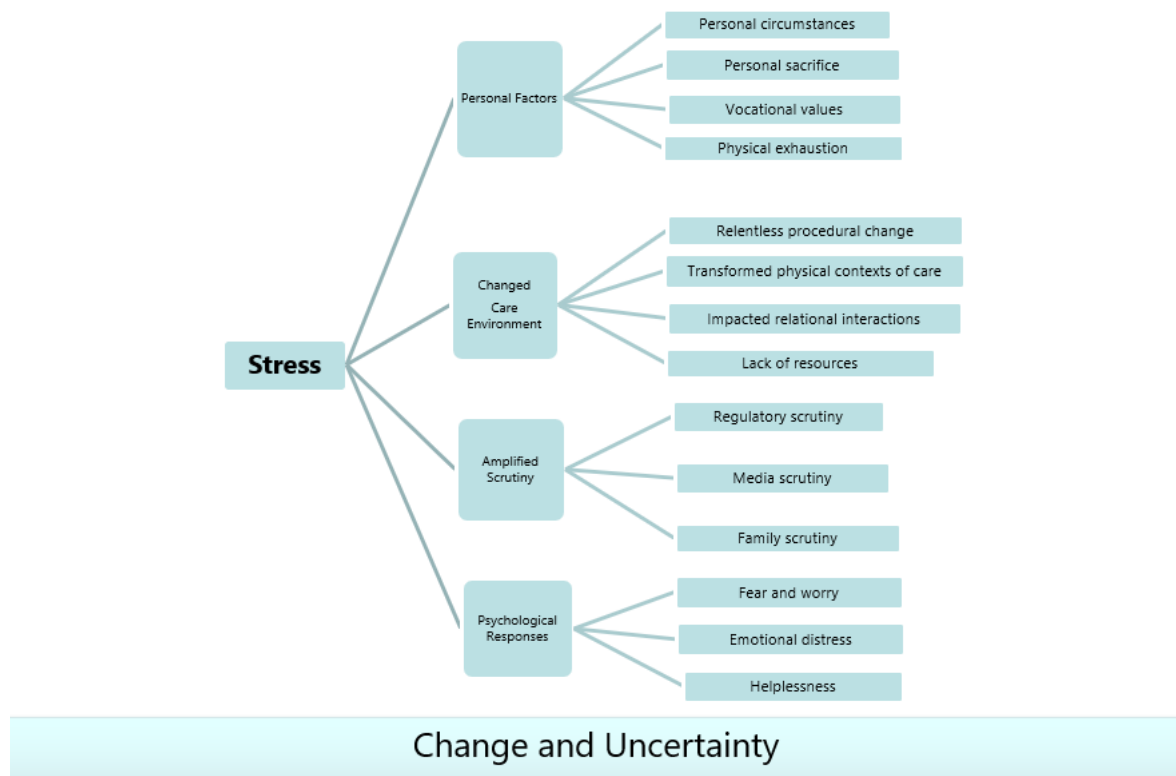 Stress
Personal Factors
Personal circumstances
Personal sacrifice
Vocational values
Physical exhaustion
Changed
Care
Environment
Relentless procedural change
Transformed physical contexts of care
Impacted relational interactions
Lack of resources
Amplified
Scrutiny
Regulatory scrutiny
Media scrutiny
Family scrutiny
Psychological
Responses
Fear and worry
Emotional distress
Helplessness
Change and Uncertainty